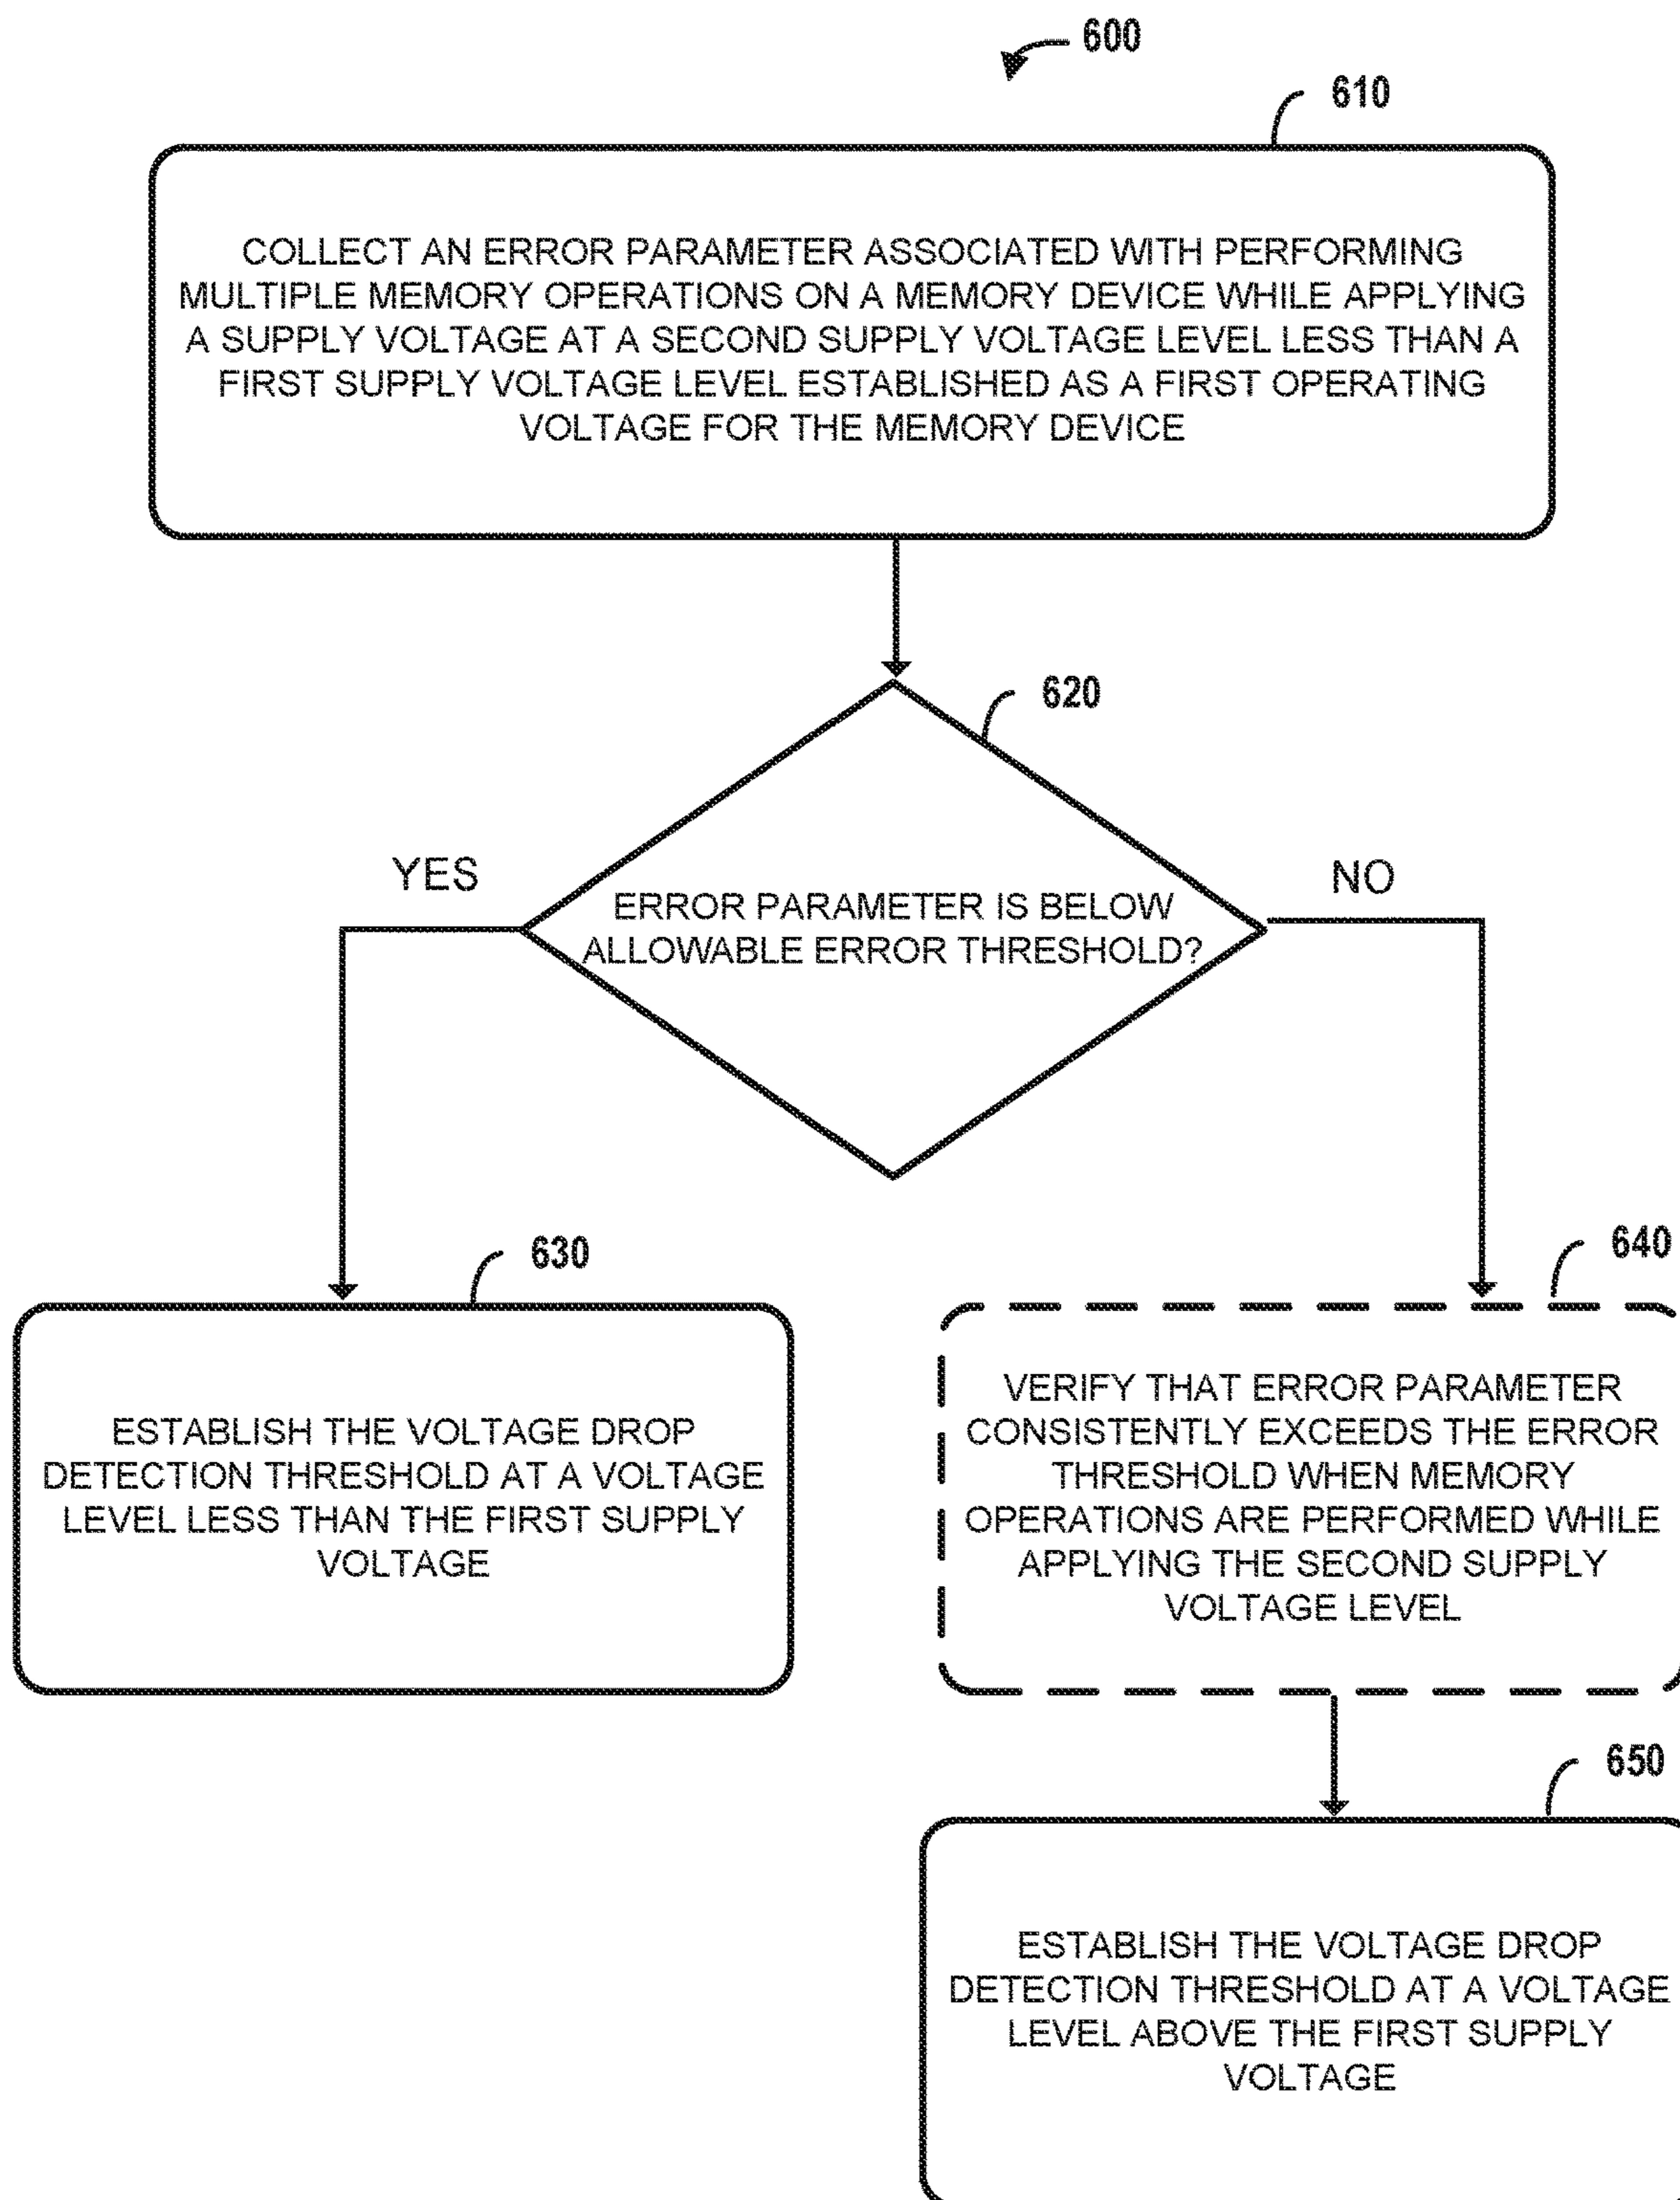 600
610
COLLECT AN ERROR PARAMETER ASSOCIATED WITH PERFORMING
MULTIPLE MEMORY OPERATIONS ON A MEMORY DEVICE WHILE APPLYING
A SUPPLY VOLTAGE AT A SECOND SUPPLY VOLTAGE LEVEL LESS THAN A
FIRST SUPPLY VOLTAGE LEVEL ESTABLISHED AS A FIRST OPERATING
VOLTAGE FOR THE MEMORY DEVICE
620
YES
NO
ERROR PARAMETER IS BELOW
ALLOWABLE ERROR THRESHOLD?
630
ESTABLISH THE VOLTAGE DROP
DETECTION THRESHOLD AT A VOLTAGE
LEVEL LESS THAN THE FIRST SUPPLY
VOLTAGE
640
VERIFY THAT ERROR PARAMETER
CONSISTENTLY EXCEEDS THE ERROR
THRESHOLD WHEN MEMORY
OPERATIONS ARE PERFORMED WHILE
APPLYING THE SECOND SUPPLY
VOLTAGE LEVEL
650
ESTABLISH THE VOLTAGE DROP
DETECTION THRESHOLD AT A VOLTAGE
LEVEL ABOVE THE FIRST SUPPLY
VOLTAGE